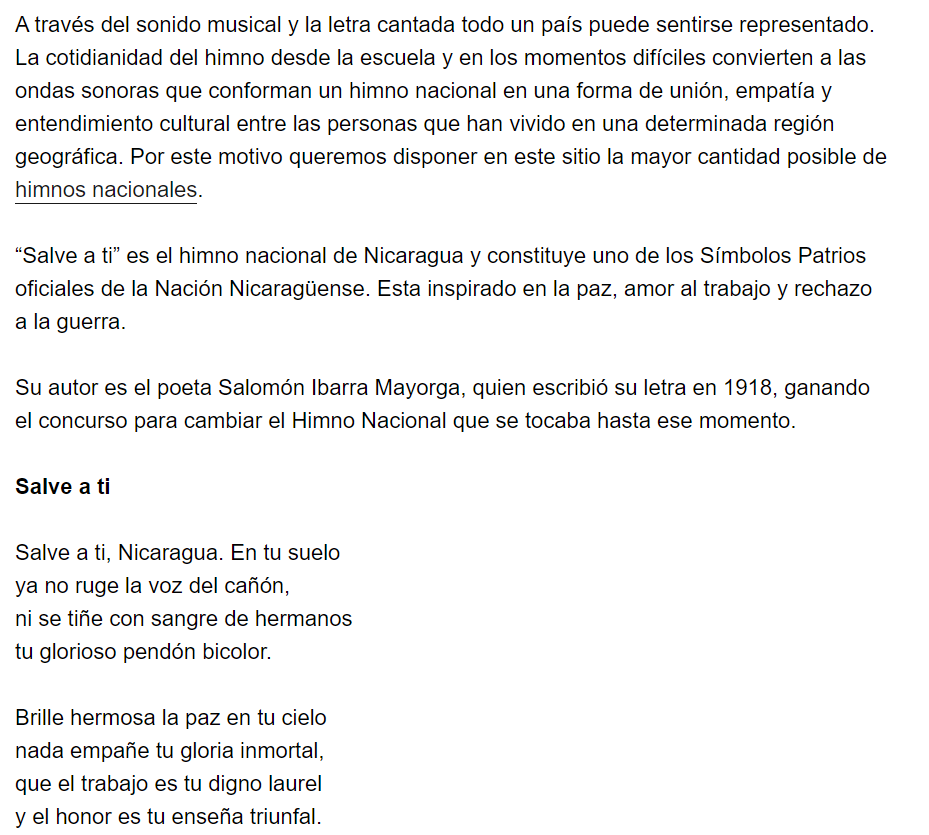 A través del sonido musical y la letra cantada todo un país puede sentirse representado.
La cotidianidad del himno desde la escuela y en los momentos difíciles convierten a las
ondas sonoras que conforman un himno nacional en una forma de unión, empatía y
entendimiento cultural entre las personas que han vivido en una determinada región
geográfica. Por este motivo queremos disponer en este sitio la mayor cantidad posible de
himnos nacionales.
“Salve a ti” es el himno nacional de Nicaragua y constituye uno de los Símbolos Patrios
oficiales de la Nación Nicaragüense. Esta inspirado en la paz, amor al trabajo y rechazo
a la guerra.
Su autor es el poeta Salomón Ibarra Mayorga, quien escribió su letra en 1918, ganando
el concurso para cambiar el Himno Nacional que se tocaba hasta ese momento.
Salve a ti
Salve a ti, Nicaragua. En tu suelo
ya no ruge la voz del cañón,
ni se tiñe con sangre de hermanos
tu glorioso pendón bicolor.
Brille hermosa la paz en tu cielo
nada empañe tu gloria inmortal,
que el trabajo es tu digno laurel
y el honor es tu enseña triunfal.